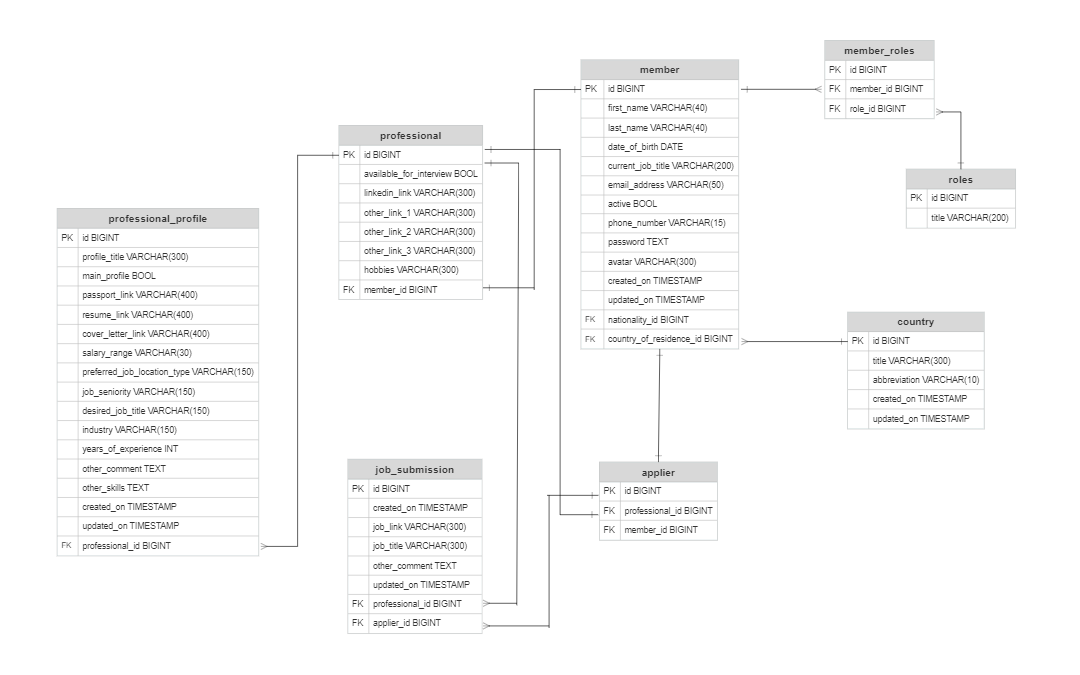 member_roles
PK id BIGINT
FK member_id BIGINT
FK role_id BIGINT
member
PK id BIGINT
first_name VARCHAR(40)
last_name VARCHAR(40)
date_of_birth DATE
current_job_title VARCHAR(200)
email_address VARCHAR(50)
active BOOL
phone_number VARCHAR(15)
password TEXT
avatar VARCHAR(300)
created_on TIMESTAMP
updated_on TIMESTAMP
FK nationality_id BIGINT
FK country_of_residence_id BIGINT
professional
PK id BIGINT
available_for_interview BOOL
linkedin_link VARCHAR(300)
other_link_1 VARCHAR(300)
other_link_2 VARCHAR(300)
other_link_3 VARCHAR(300)
hobbies VARCHAR(300)
FK member_id BIGINT
roles
PK id BIGINT
title VARCHAR(200)
professional_profile
PK id BIGINT
profile_title VARCHAR(300)
main_profile BOOL
passport_link VARCHAR(400)
resume_link VARCHAR(400)
cover_letter_link VARCHAR(400)
salary_range VARCHAR(30)
preferred_job_location_type VARCHAR(150)
job_seniority VARCHAR(150)
desired_job_title VARCHAR(150)
industry VARCHAR(150)
years_of_experience INT
other_comment TEXT
other_skills TEXT
created_on TIMESTAMP
updated_on TIMESTAMP
FK professional_id BIGINT
country
PK id BIGINT
title VARCHAR(300)
abbreviation VARCHAR(10)
created_on TIMESTAMP
updated_on TIMESTAMP
job_submission
PK id BIGINT
created_on TIMESTAMP
job_link VARCHAR(300)
job_title VARCHAR(300)
other_comment TEXT
updated_on TIMESTAMP
FK professional_id BIGINT
FK applier_id BIGINT
applier
PK id BIGINT
FK professional_id BIGINT
FK member_id BIGINT